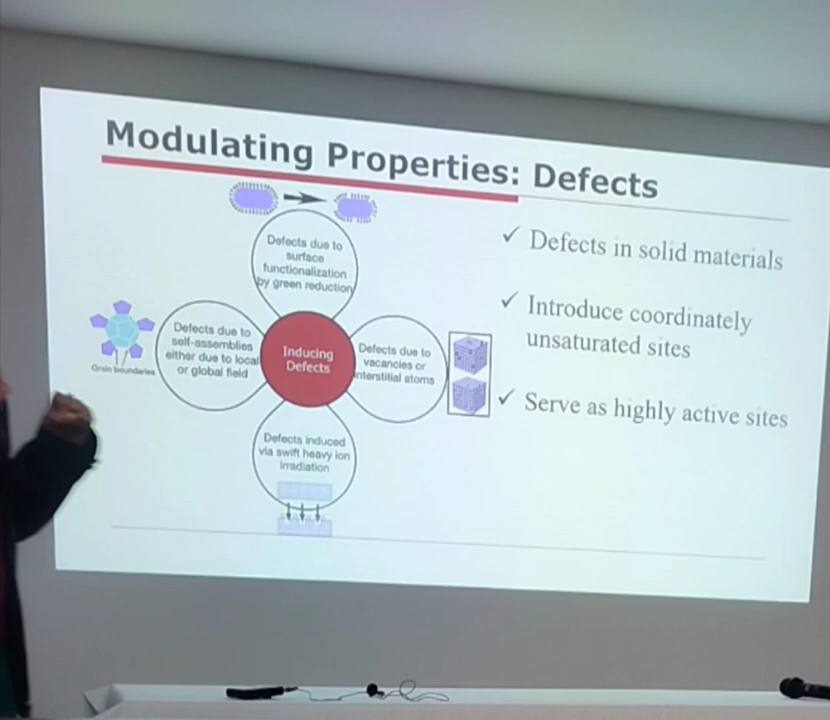 Modulating Properties: Defects
Defects due to
surface
functionalization
by green reduction
Defects due to
self-assemblies
either due to local
or global field
Grain boundaries
Inducing
Defects
Defects due to
vacancies or
interstitial atoms
Defects induced
via swift heavy ion
irradiation
✓ Defects in solid materials
✓ Introduce coordinately
unsaturated sites
✓ Serve as highly active sites